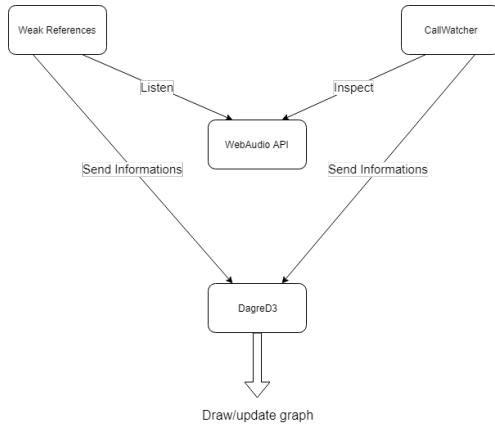 Weak References
CallWatcher
Listen
Inspect
WebAudio API
Send Informations
Send Informations
DagreD3
Draw/update graph